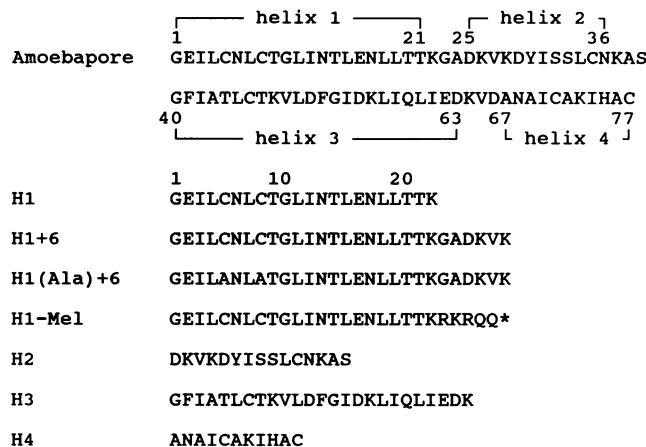 helix 1 helix 2
1 21 25 36
Amoebapore GEILCNLCTGLINTLENLLTTKGADKVKDYISSLCNKAS
GFIATLCTKVLDFGIDKLIQLIEDKVDANAICAKIHAC
40 63 67 77
helix 3 helix 4
1 10 20
H1 GEILCNLCTGLINTLENLLTTK
H1+6 GEILCNLCTGLINTLENLLTTKGADKVK
H1(Ala)+6 GEILANLATGLINTLENLLTTKGADKVK
H1-Mel GEILCNLCTGLINTLENLLTTKRKRQQ*
H2 DKVKDYISSLCNKAS
H3 GFIATLCTKVLDFGIDKLIQLIEDK
H4 ANAICAKIHAC